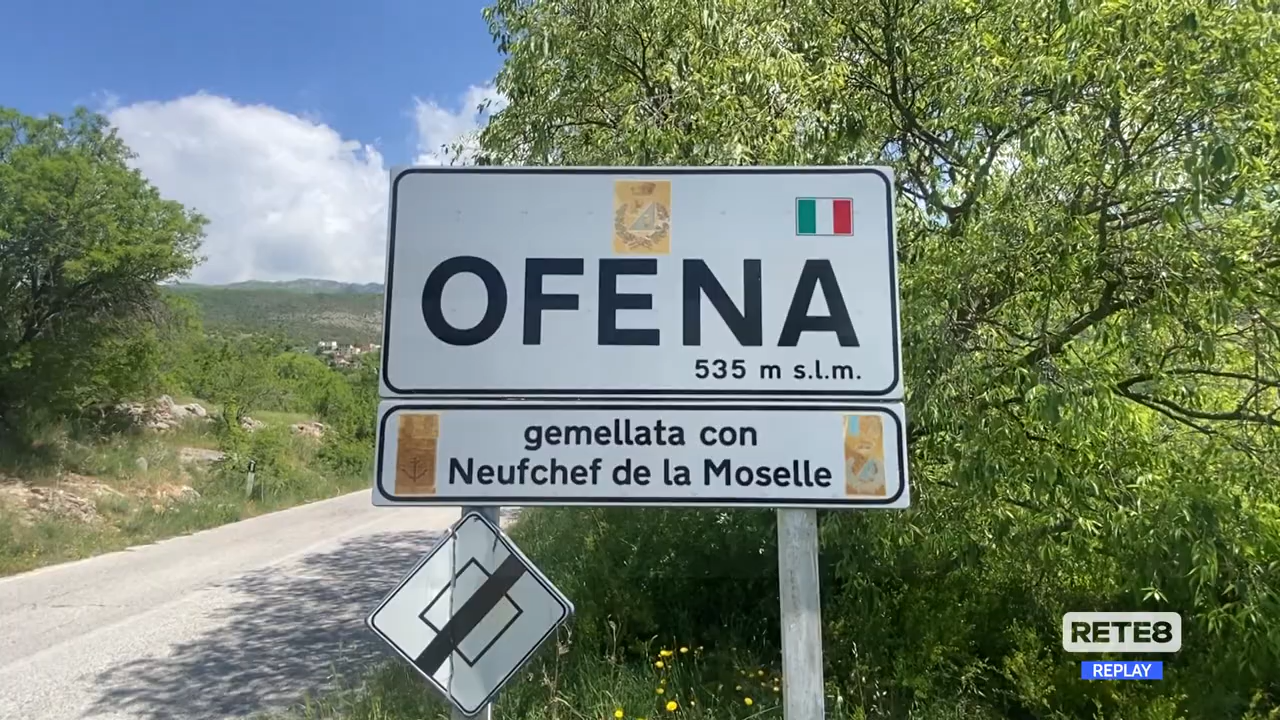 OFENA
535 m s.l.m.
gemellata con
Neufchef de la Moselle
RETE8
REPLAY